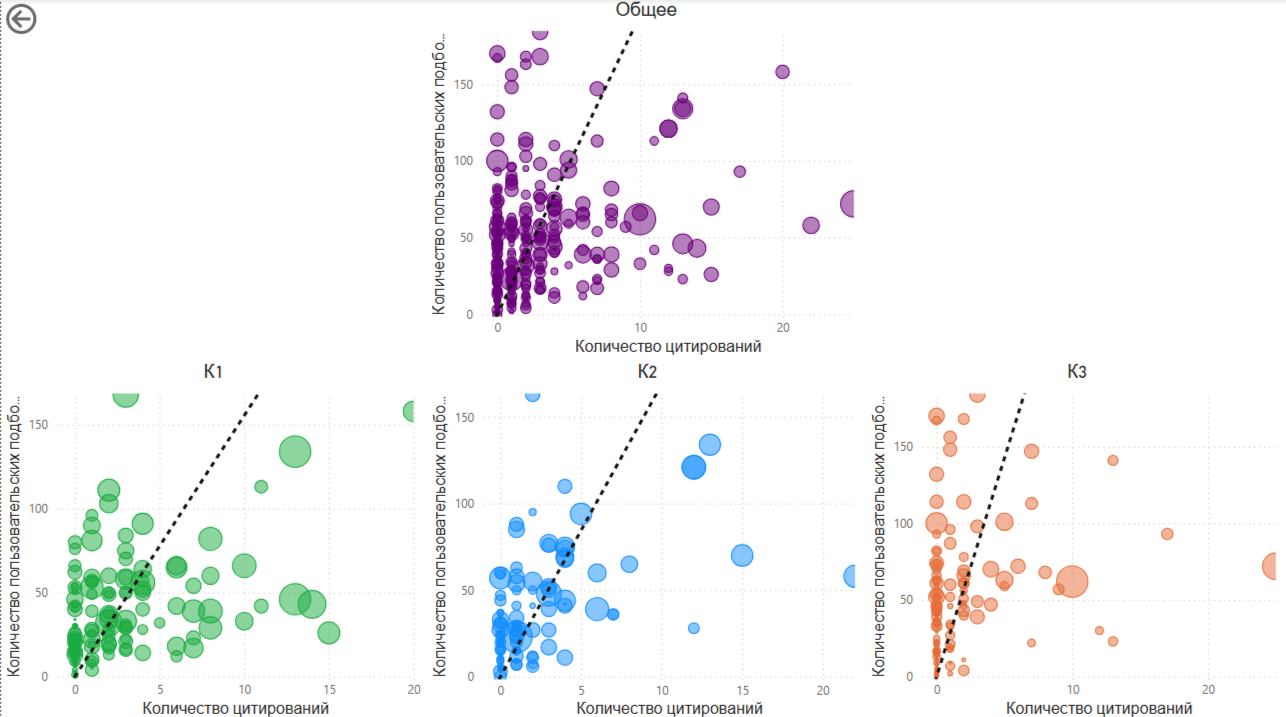 Общее
Количество пользовательских подбо...
150
100
50
0
0 10 20
Количество цитирований
К1
Количество пользовательских подбо...
150
100
50
0
0 5 10 15 20
Количество цитирований
К2
Количество пользовательских подбо...
150
100
50
0
0 5 10 15 20
Количество цитирований
К3
Количество пользовательских подбо...
150
100
50
0
0 10 20
Количество цитирований